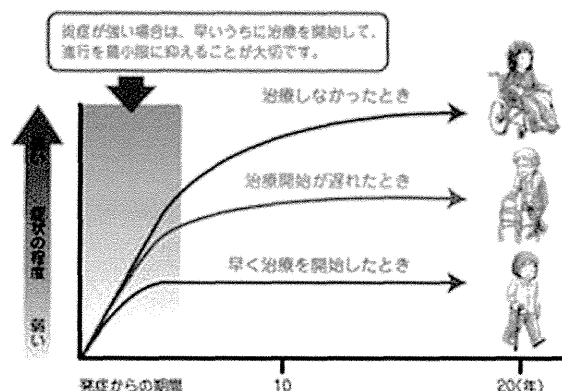 炎症が強い場合は、早いうちに治療を開始して、
進行を最小限に抑えることが大切です。
治療しなかったとき
治療開始が遅れたとき
早く治療を開始したとき
強い
症状の程度
弱い
発症からの期間
10
20(年)